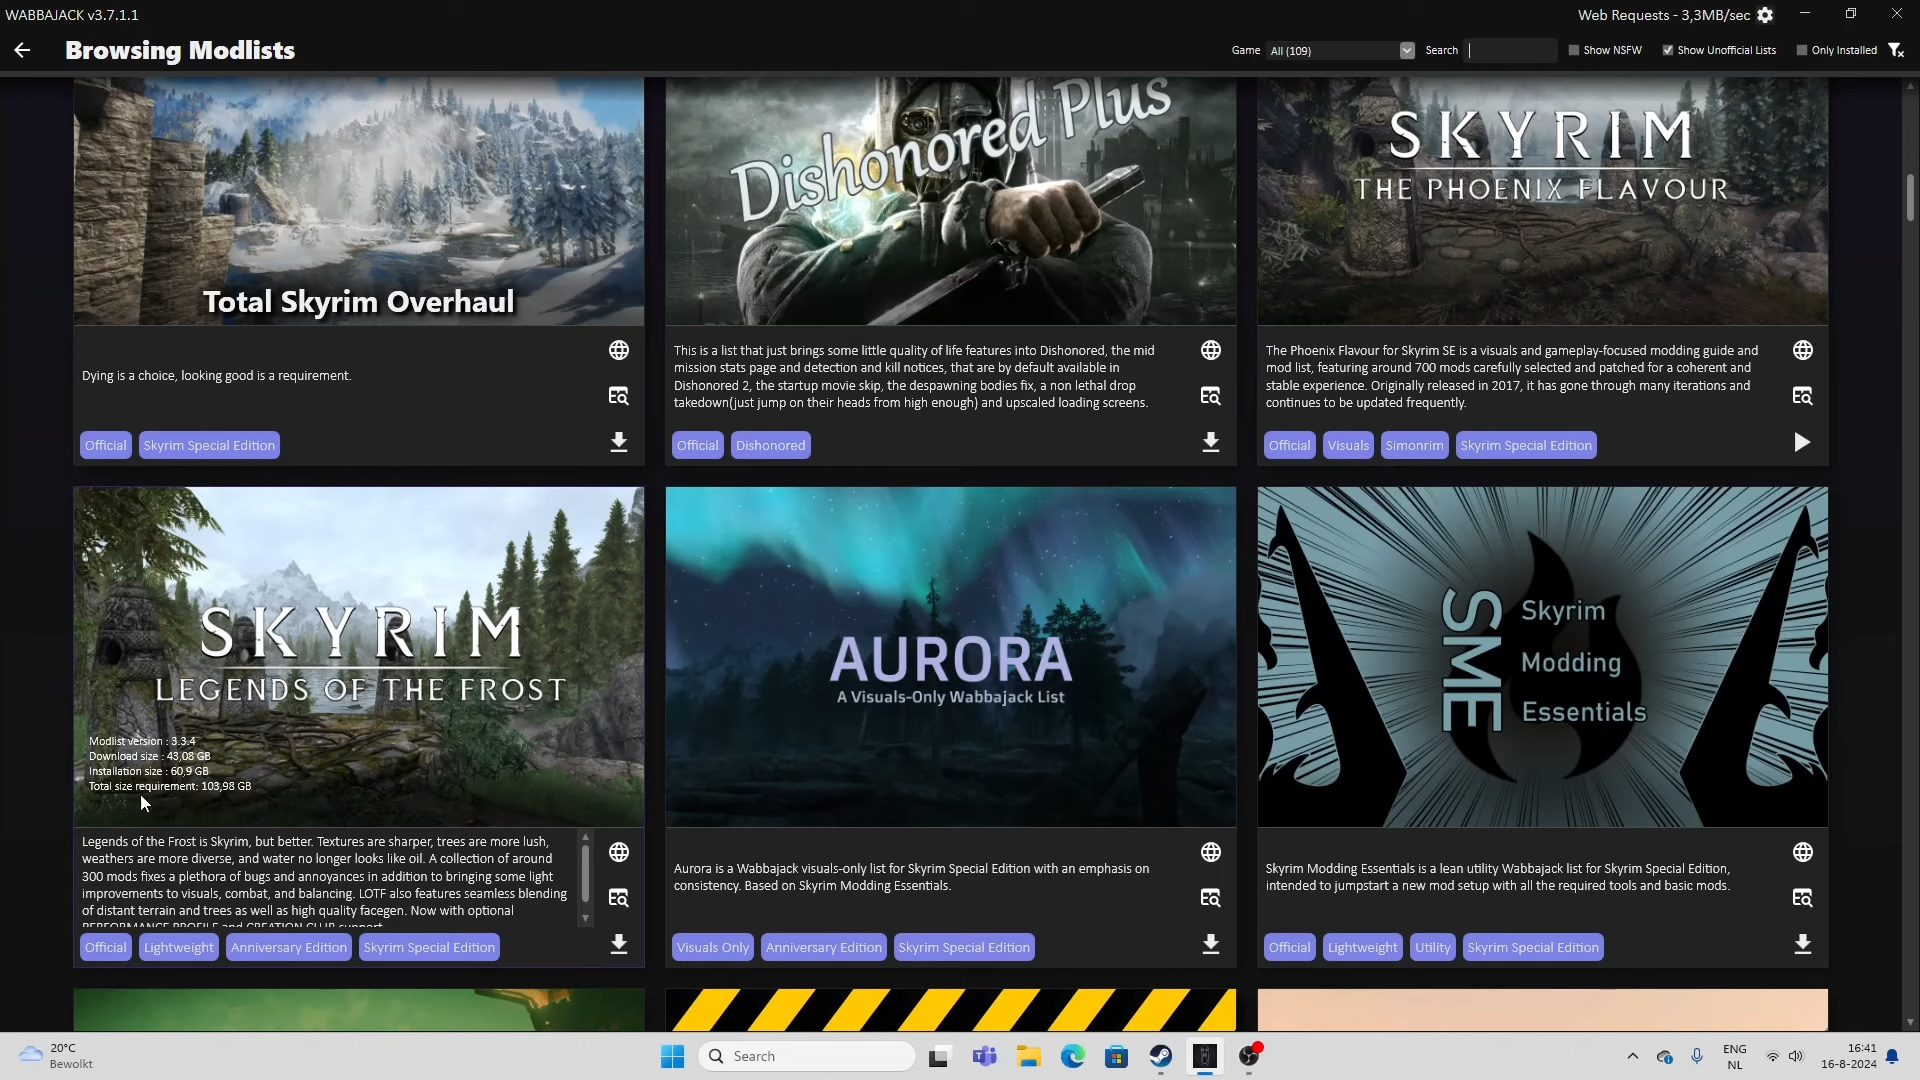 WABBAJACK v3.7.1.1
Web Requests - 3,3MB/sec
Browsing Modlists
Game All (109) Search Show NSFW Show Unofficial Lists Only Installed
Total Skyrim Overhaul
Dishonored Plus
SKYRIM
THE PHOENIX FLAVOUR
Dying is a choice, looking good is a requirement.
Official Skyrim Special Edition
This is a list that just brings some little quality of life features into Dishonored, the mid
mission stats page and detection and kill notices, that are by default available in
Dishonored 2, the startup movie skip, the despawning bodies fix, a non lethal drop
takedown(just jump on their heads from high enough) and upscaled loading screens.
Official Dishonored
The Phoenix Flavour for Skyrim SE is a visuals and gameplay-focused modding guide and
mod list, featuring around 700 mods carefully selected and patched for a coherent and
stable experience. Originally released in 2017, it has gone through many iterations and
continues to be updated frequently.
Official Visuals Simonrim Skyrim Special Edition
SKYRIM
LEGENDS OF THE FROST
Modlist version : 3.3.4
Download size : 43,08 GB
Installation size : 60,9 GB
Total size requirement: 103,98 GB
Legends of the Frost is Skyrim, but better. Textures are sharper, trees are more lush,
weathers are more diverse, and water no longer looks like oil. A collection of around
300 mods fixes a plethora of bugs and annoyances in addition to bringing some light
improvements to visuals, combat, and balancing. LOTF also features seamless blending
of distant terrain and trees as well as high quality facegen. Now with optional
PERFORMANCE PROFILE and CREATION CLUB support.
Official Lightweight Anniversary Edition Skyrim Special Edition
AURORA
A Visuals-Only Wabbajack List
Aurora is a Wabbajack visuals-only list for Skyrim Special Edition with an emphasis on
consistency. Based on Skyrim Modding Essentials.
Visuals Only Anniversary Edition Skyrim Special Edition
SME
Skyrim
Modding
Essentials
Skyrim Modding Essentials is a lean utility Wabbajack list for Skyrim Special Edition,
intended to jumpstart a new mod setup with all the required tools and basic mods.
Official Lightweight Utility Skyrim Special Edition
20°C
Bewolkt
Search
ENG
NL
16:41
16-8-2024